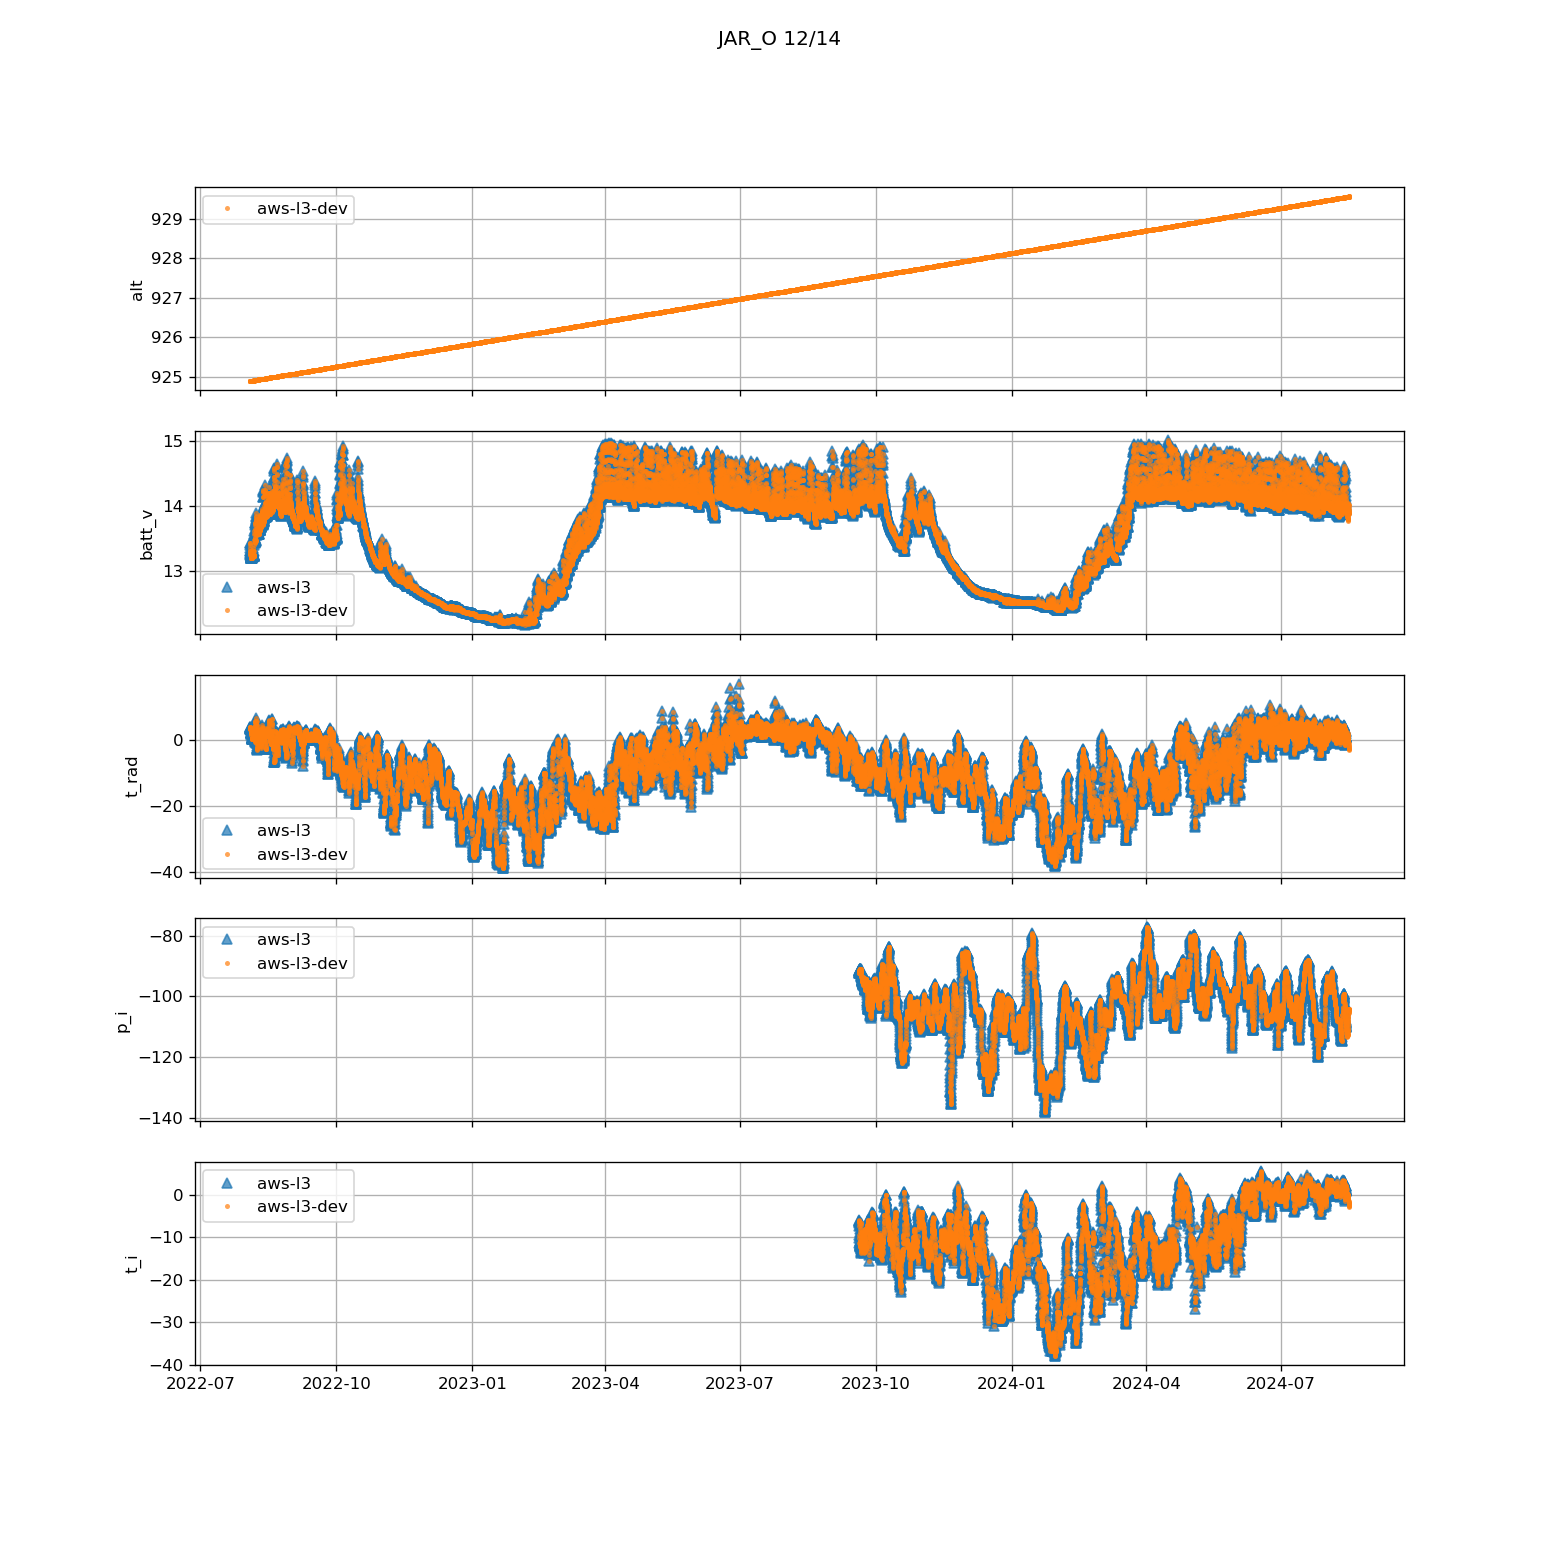 JAR_O 12/14
aws-l3-dev
929
928
927
926
925
alt
15
14
13
batt_v
aws-l3
aws-l3-dev
0
−20
−40
t_rad
aws-l3
aws-l3-dev
−80
−100
−120
−140
p_i
aws-l3
aws-l3-dev
0
−10
−20
−30
−40
t_i
aws-l3
aws-l3-dev
2022-07 2022-10 2023-01 2023-04 2023-07 2023-10 2024-01 2024-04 2024-07